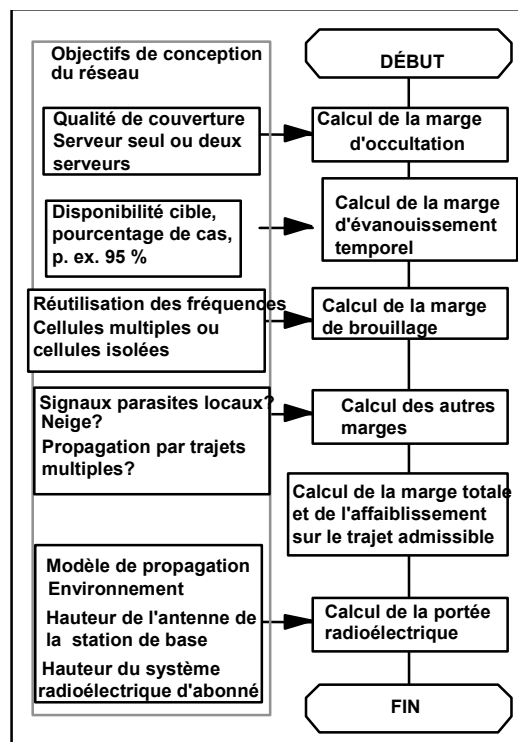 Objectifs de conception
du réseau
DÉBUT
Qualité de couverture
Serveur seul ou deux
serveurs
Calcul de la marge
d'occultation
Disponibilité cible,
pourcentage de cas,
p. ex. 95 %
Calcul de la marge
d'évanouissement
temporel
Réutilisation des fréquences
Cellules multiples ou
cellules isolées
Calcul de la marge
de brouillage
Signaux parasites locaux?
Neige?
Propagation par trajets
multiples?
Calcul des autres
marges
Calcul de la marge totale
et de l'affaiblissement
sur le trajet admissible
Modèle de propagation
Environnement
Hauteur de l'antenne de
la station de base
Hauteur du système
radioélectrique d'abonné
Calcul de la portée
radioélectrique
FIN